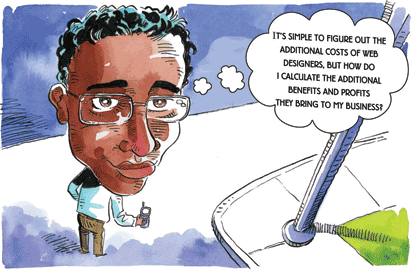 IT'S SIMPLE TO FIGURE OUT THE
ADDITIONAL COSTS OF WEB
DESIGNERS, BUT HOW DO
I CALCULATE THE ADDITIONAL
BENEFITS AND PROFITS
THEY BRING TO MY BUSINESS?